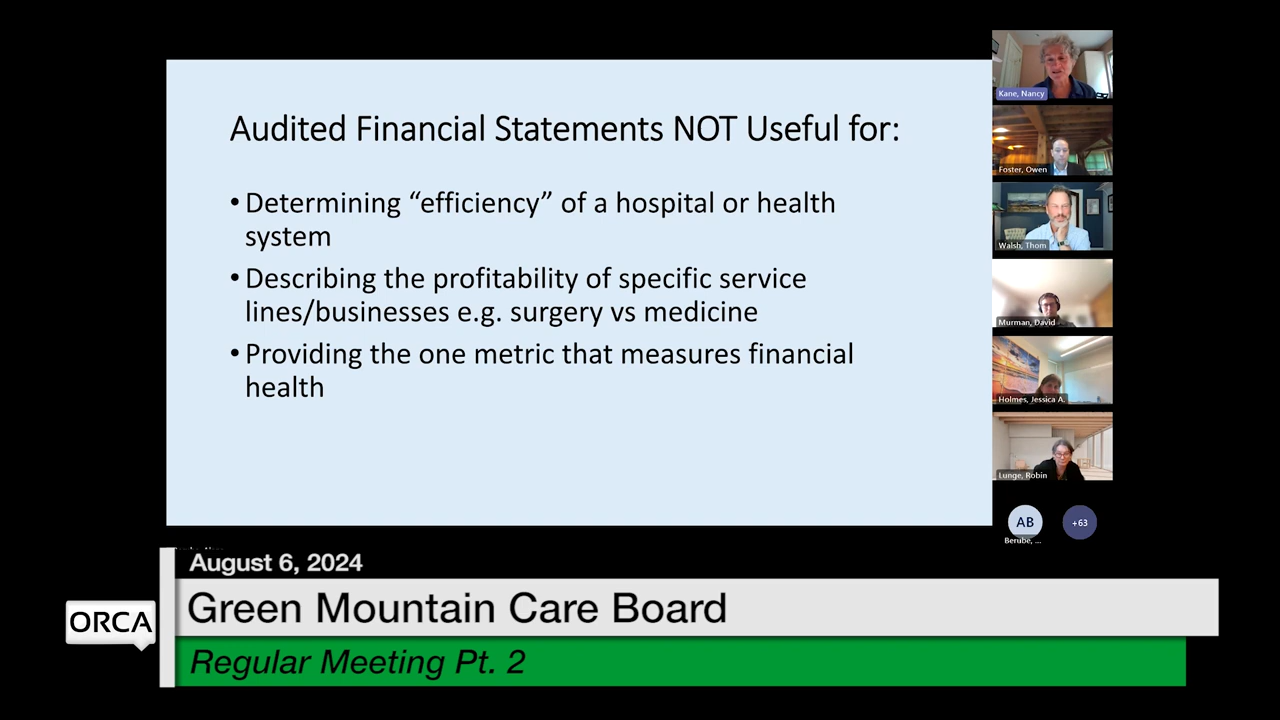 Audited Financial Statements NOT Useful for:
• Determining “efficiency” of a hospital or health
system
• Describing the profitability of specific service
lines/businesses e.g. surgery vs medicine
• Providing the one metric that measures financial
health
Kane, Nancy
Foster, Owen
Walsh, Thom
Murman, David
Holmes, Jessica A.
Lunge, Robin
AB
+63
Berube, ...
August 6, 2024
ORCA
Green Mountain Care Board
Regular Meeting Pt. 2